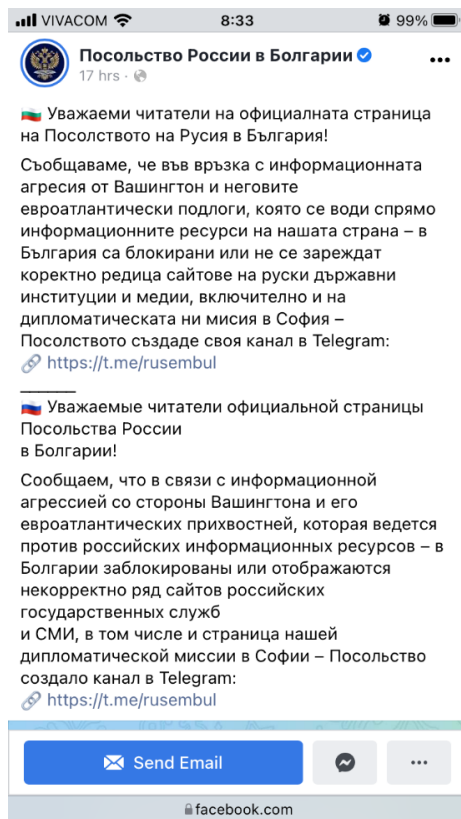 VIVACOM 8:33 99%
Посольство России в Болгарии
17 hrs ·
🇧🇬 Уважаеми читатели на официалната страница
на Посолството на Русия в България!
Съобщаваме, че във връзка с информационната
агресия от Вашингтон и неговите
евроатлантически подлоги, която се води спрямо
информационните ресурси на нашата страна – в
България са блокирани или не се зареждат
коректно редица сайтове на руски държавни
институции и медии, включително и на
дипломатическата ни мисия в София –
Посолството създаде своя канал в Telegram:
🔗 https://t.me/rusembul
______
🇷🇺 Уважаемые читатели официальной страницы
Посольства России
в Болгарии!
Сообщаем, что в связи с информационной
агрессией со стороны Вашингтона и его
евроатлантических прихвостней, которая ведется
против российских информационных ресурсов – в
Болгарии заблокированы или отображаются
некорректно ряд сайтов российских
государственных служб
и СМИ, в том числе и страница нашей
дипломатической миссии в Софии – Посольство
создало канал в Telegram:
🔗 https://t.me/rusembul
Send Email
facebook.com